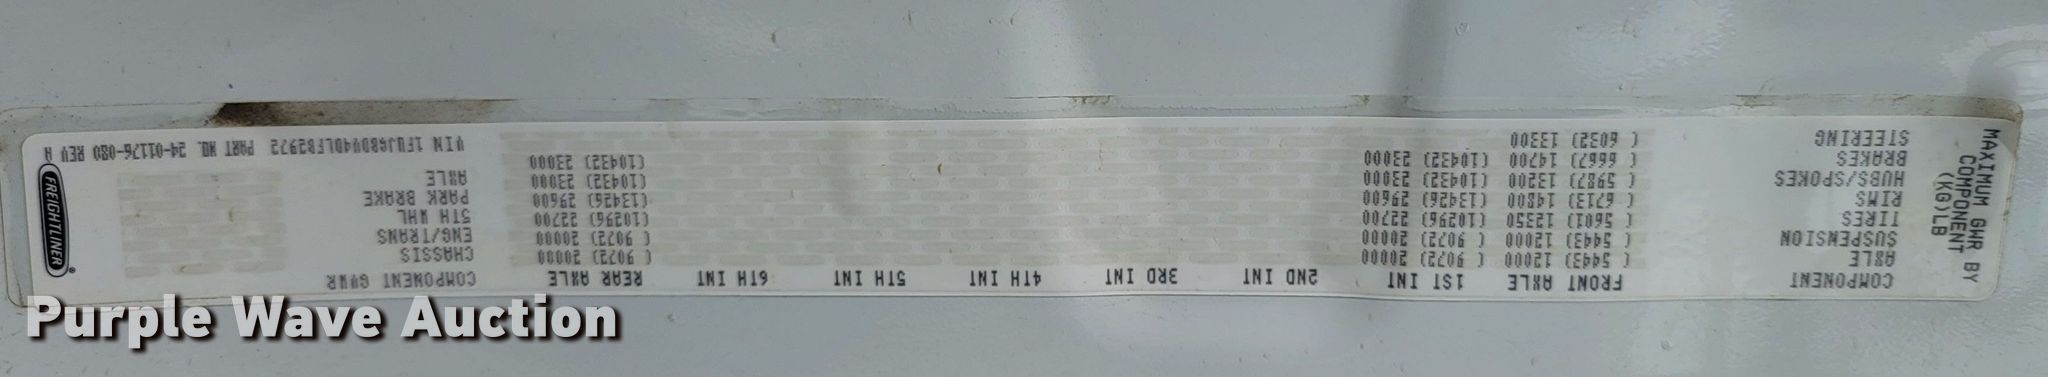 MAXIMUM GWR BY
COMPONENT
(KG)LB
COMPONENT FRONT AXLE 1ST INT 2ND INT 3RD INT 4TH INT 5TH INT 6TH INT REAR AXLE COMPONENT GVWR
AXLE ( 5443) 12000 ( 9072) 20000 ( 9072) 20000 CHASSIS
SUSPENSION ( 5443) 12000 ( 9072) 20000 ( 9072) 20000 ENG/TRANS
TIRES ( 5601) 12350 (10296) 22700 (10296) 22700 5TH WHL
RIMS ( 6713) 14800 (13426) 29600 (13426) 29600 PARK BRAKE
HUBS/SPOKES ( 5987) 13200 (10432) 23000 (10432) 23000 AXLE
BRAKES ( 6667) 14700 (10432) 23000 (10432) 23000
STEERING ( 6032) 13300 VIN 1FUJGBDV4DLFB2972 PART NO. 24-01176-080 REV A
FREIGHTLINER®
Purple Wave Auction